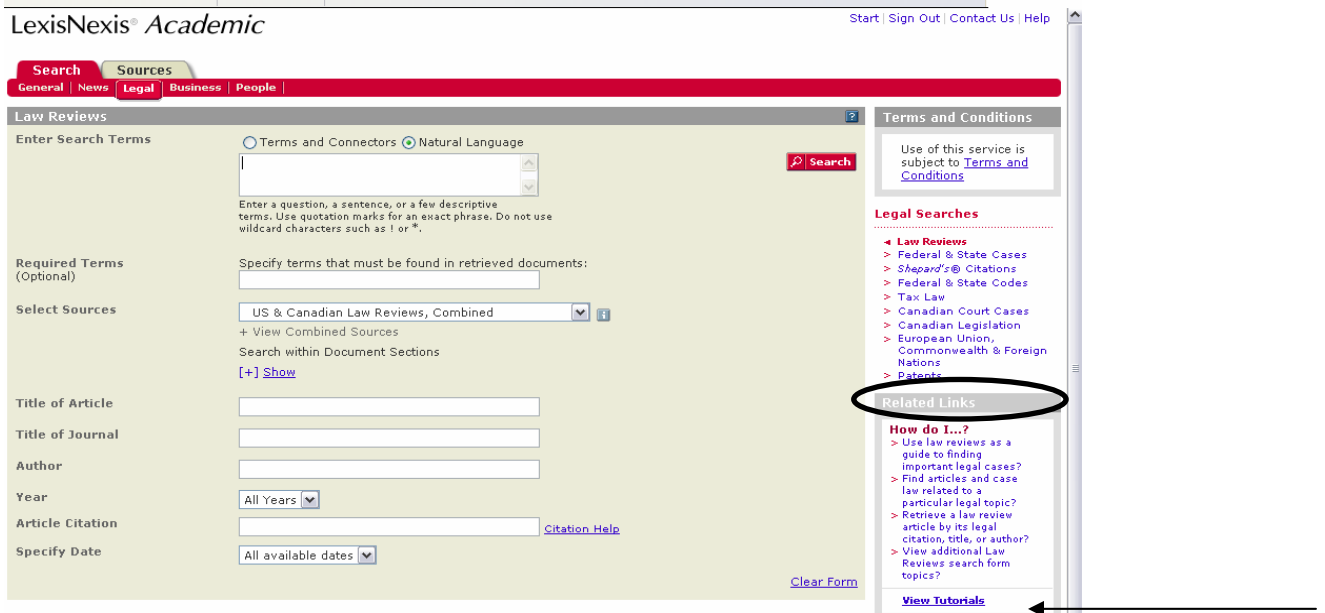 LexisNexis® Academic
Start | Sign Out | Contact Us | Help
Search Sources
General | News | Legal | Business | People |
Law Reviews
Enter Search Terms
Terms and Connectors Natural Language
Search
Enter a question, a sentence, or a few descriptive
terms. Use quotation marks for an exact phrase. Do not use
wildcard characters such as ! or *.
Required Terms
(Optional)
Specify terms that must be found in retrieved documents:
Select Sources
US & Canadian Law Reviews, Combined
+ View Combined Sources
Search within Document Sections
[+] Show
Title of Article
Title of Journal
Author
Year
All Years
Article Citation
Citation Help
Specify Date
All available dates
Clear Form
Terms and Conditions
Use of this service is
subject to Terms and
Conditions
Legal Searches
Law Reviews
> Federal & State Cases
> Shepard's® Citations
> Federal & State Codes
> Tax Law
> Canadian Court Cases
> Canadian Legislation
> European Union,
Commonwealth & Foreign
Nations
> Patents
Related Links
How do I...?
> Use law reviews as a
guide to finding
important legal cases?
> Find articles and case
law related to a
particular legal topic?
> Retrieve a law review
article by its legal
citation, title, or author?
> View additional Law
Reviews search form
topics?
View Tutorials